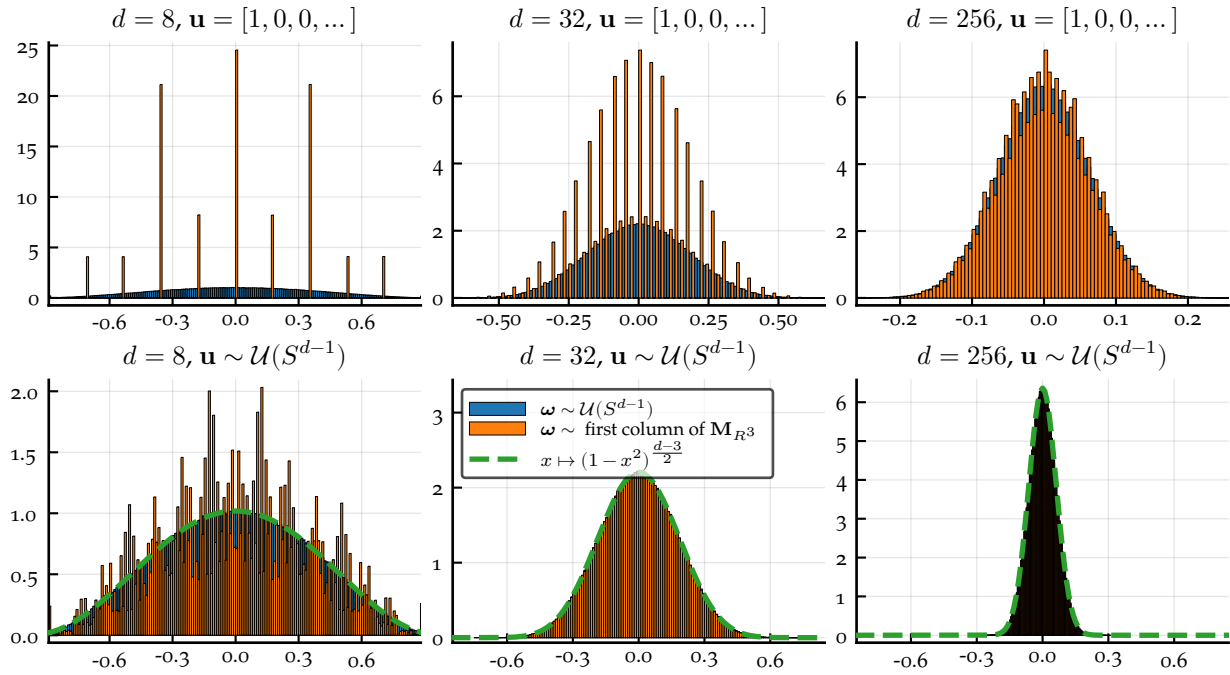 d = 8, u = [1, 0, 0, ...]
d = 32, u = [1, 0, 0, ...]
d = 256, u = [1, 0, 0, ...]
25
20
15
10
5
0
-0.6 -0.3 0.0 0.3 0.6
6
4
2
0
-0.50 -0.25 0.00 0.25 0.50
6
4
2
0
-0.2 -0.1 0.0 0.1 0.2
d = 8, u ∼ 𝒰(S^{d−1})
d = 32, u ∼ 𝒰(S^{d−1})
d = 256, u ∼ 𝒰(S^{d−1})
2.0
1.5
1.0
0.5
0.0
-0.6 -0.3 0.0 0.3 0.6
3
2
1
0
ω ∼ 𝒰(S^{d−1})
ω ∼ first column of M_{R^3}
x ↦ (1−x^2)^{\frac{d−3}{2}}
-0.6 -0.3 0.0 0.3 0.6
6
5
4
3
2
1
0
-0.6 -0.3 0.0 0.3 0.6